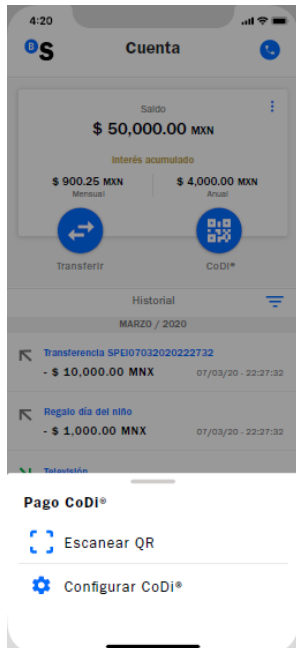 4:20
BS
Cuenta
Saldo
$ 50,000.00 MXN
Interés acumulado
$ 900.25 MXN
Mensual
$ 4,000.00 MXN
Anual
Transferir
CoDi®
Historial
MARZO / 2020
Transferencia SPEI07032020222732
- $ 10,000.00 MNX
07/03/20 - 22:27:32
Regalo día del niño
- $ 1,000.00 MNX
07/03/20 - 22:27:32
Televisión
Pago CoDi®
Escanear QR
Configurar CoDi®